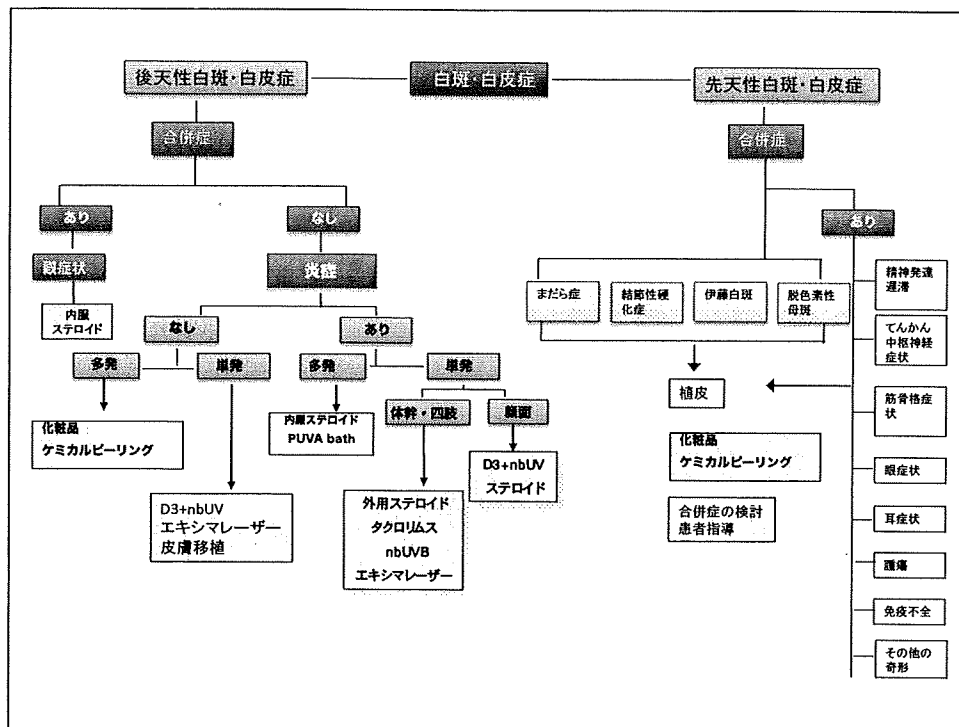 後天性白斑・白皮症
白斑・白皮症
先天性白斑・白皮症
合併症
合併症
あり
なし
あり
眼症状
炎症
内服
ステロイド
なし
あり
多発
単発
多発
単発
体幹・四肢
顔面
化粧品
ケミカルピーリング
D3+nbUV
エキシマレーザー
皮膚移植
内服ステロイド
PUVA bath
外用ステロイド
タクロリムス
nbUVB
エキシマレーザー
D3+nbUV
ステロイド
まだら症
結節性硬
化症
伊藤白斑
脱色素性
母斑
植皮
化粧品
ケミカルピーリング
合併症の検討
患者指導
精神発達
遅滞
てんかん
中枢神経
症状
筋骨格症
状
眼症状
耳症状
腫瘍
免疫不全
その他の
奇形